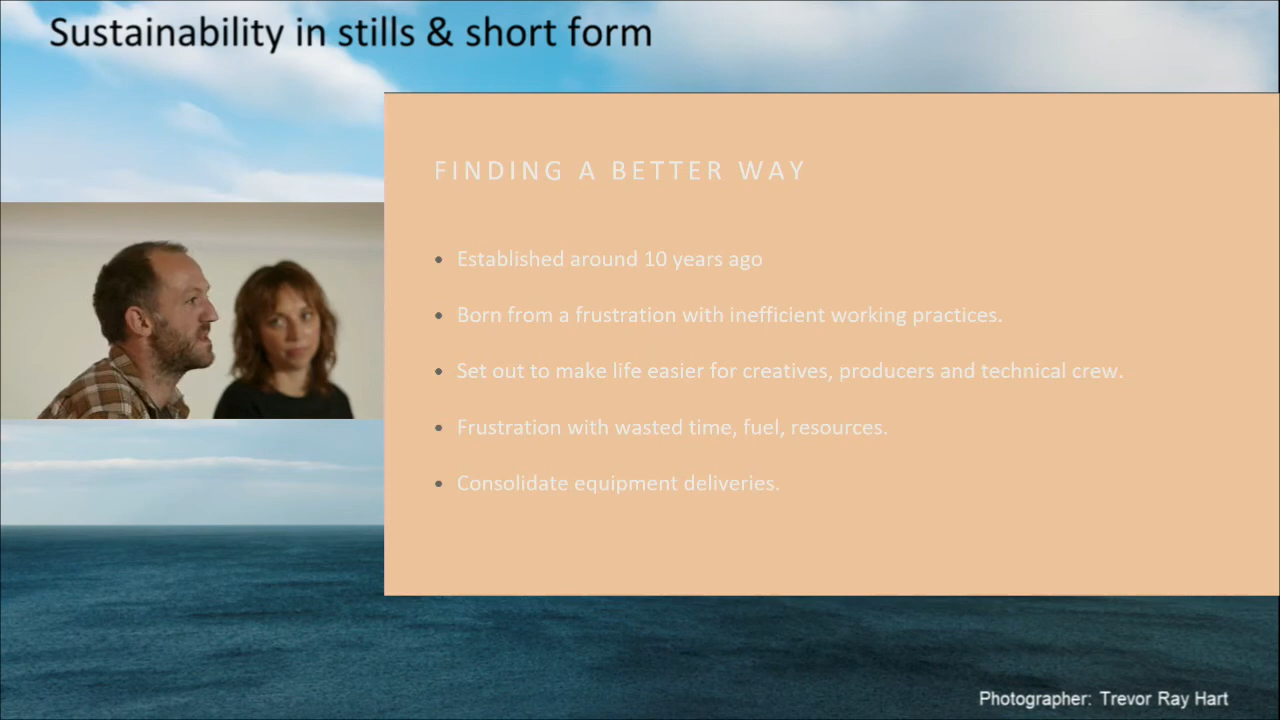 Sustainability in stills & short form
FINDING A BETTER WAY
• Established around 10 years ago
• Born from a frustration with inefficient working practices.
• Set out to make life easier for creatives, producers and technical crew.
• Frustration with wasted time, fuel, resources.
• Consolidate equipment deliveries.
Photographer: Trevor Ray Hart